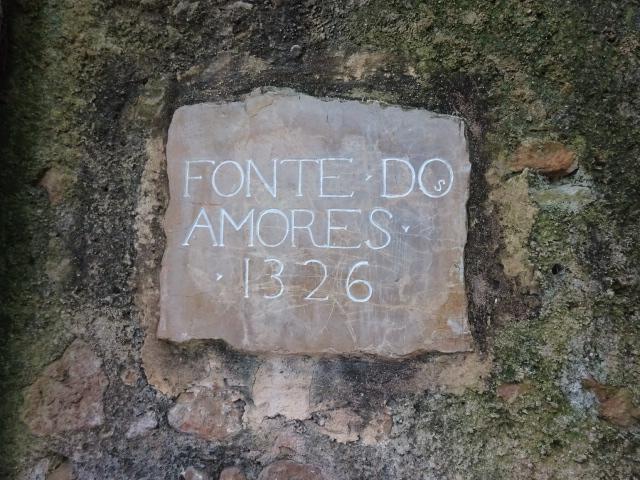 FONTE · DOS
AMORES ·
· 1326